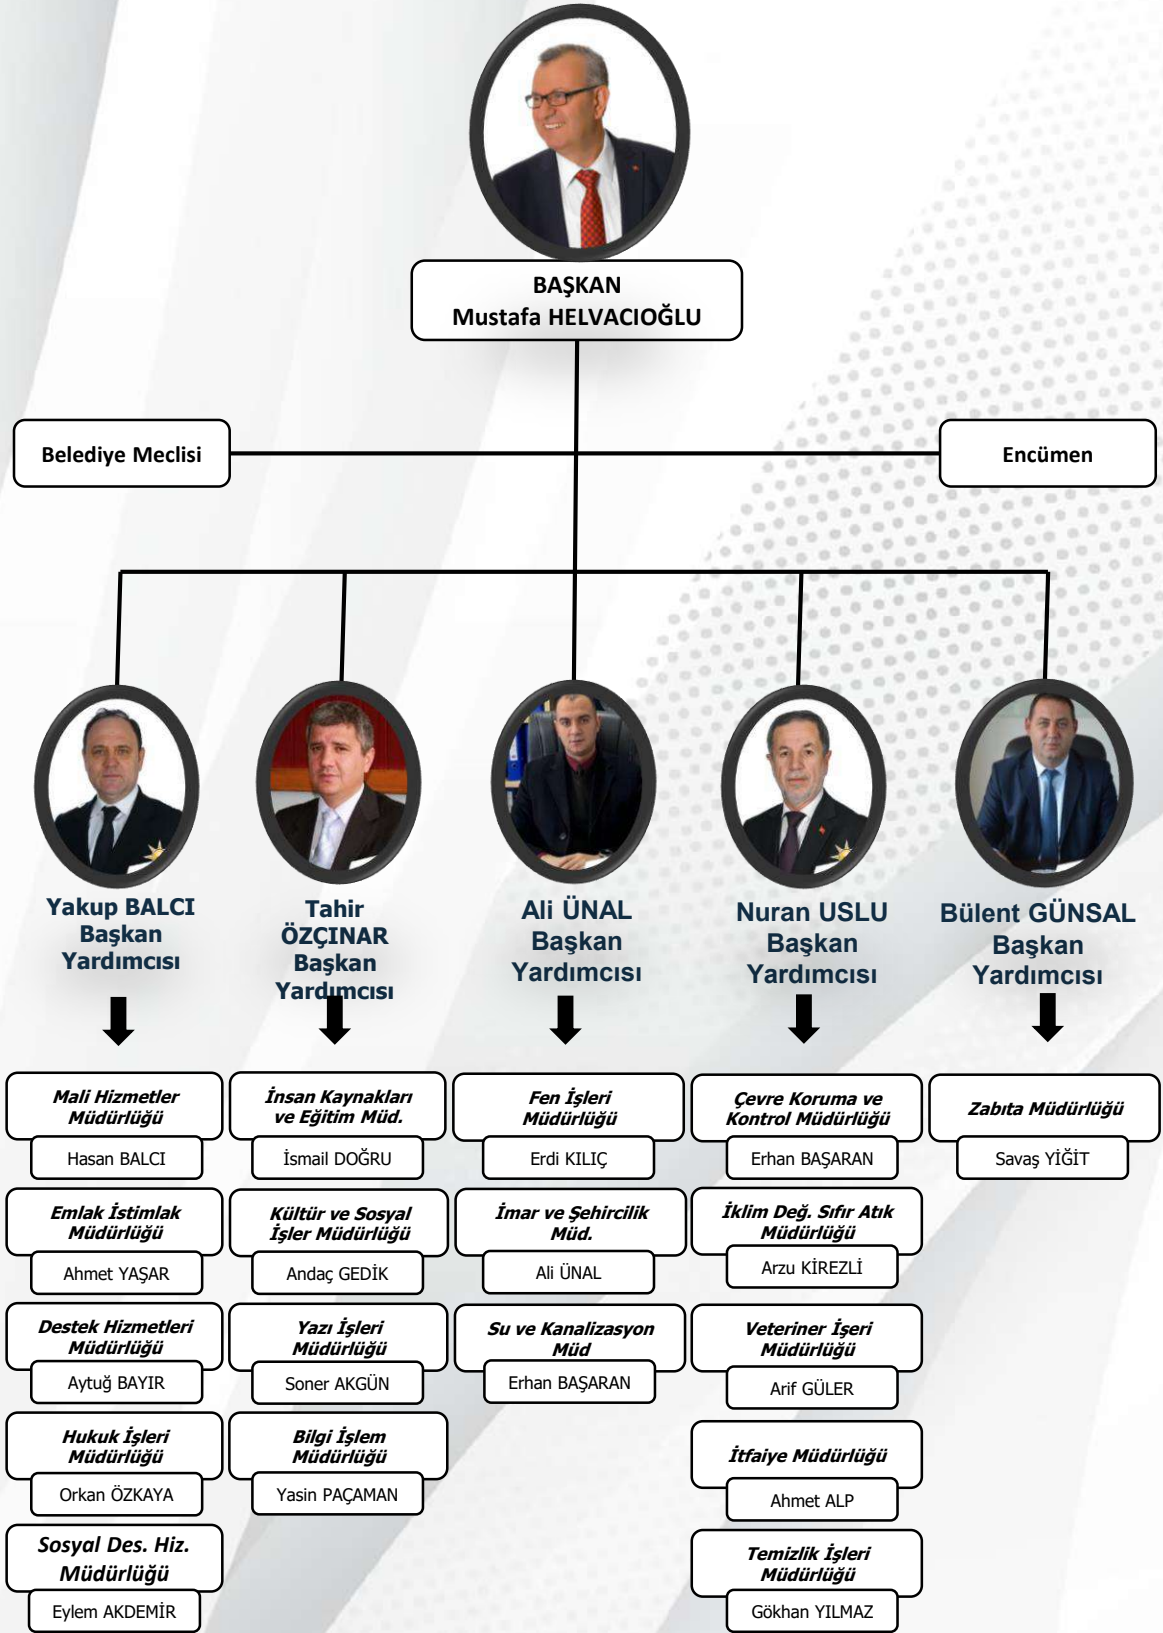 BAŞKAN
Mustafa HELVACIOĞLU
Belediye Meclisi
Encümen
Yakup BALCI
Başkan
Yardımcısı
Tahir
ÖZÇINAR
Başkan
Yardımcısı
Ali ÜNAL
Başkan
Yardımcısı
Nuran USLU
Başkan
Yardımcısı
Bülent GÜNSAL
Başkan
Yardımcısı
Mali Hizmetler
Müdürlüğü
Hasan BALCI
Emlak İstimlak
Müdürlüğü
Ahmet YAŞAR
Destek Hizmetleri
Müdürlüğü
Aytuğ BAYIR
Hukuk İşleri
Müdürlüğü
Orkan ÖZKAYA
Sosyal Des. Hiz.
Müdürlüğü
Eylem AKDEMİR
İnsan Kaynakları
ve Eğitim Müd.
İsmail DOĞRU
Kültür ve Sosyal
İşler Müdürlüğü
Andaç GEDİK
Yazı İşleri
Müdürlüğü
Soner AKGÜN
Bilgi İşlem
Müdürlüğü
Yasin PAÇAMAN
Fen İşleri
Müdürlüğü
Erdi KILIÇ
İmar ve Şehircilik
Müd.
Ali ÜNAL
Su ve Kanalizasyon
Müd
Erhan BAŞARAN
Çevre Koruma ve
Kontrol Müdürlüğü
Erhan BAŞARAN
İklim Değ. Sıfır Atık
Müdürlüğü
Arzu KİREZLİ
Veteriner İşeri
Müdürlüğü
Arif GÜLER
İtfaiye Müdürlüğü
Ahmet ALP
Temizlik İşleri
Müdürlüğü
Gökhan YILMAZ
Zabıta Müdürlüğü
Savaş YİĞİT